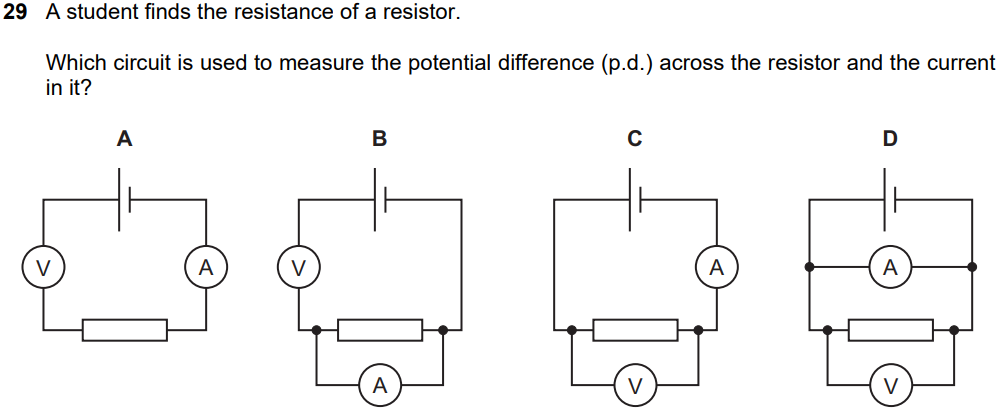 29 A student finds the resistance of a resistor.
Which circuit is used to measure the potential difference (p.d.) across the resistor and the current
in it?
A B C D
V A V A A
A V V